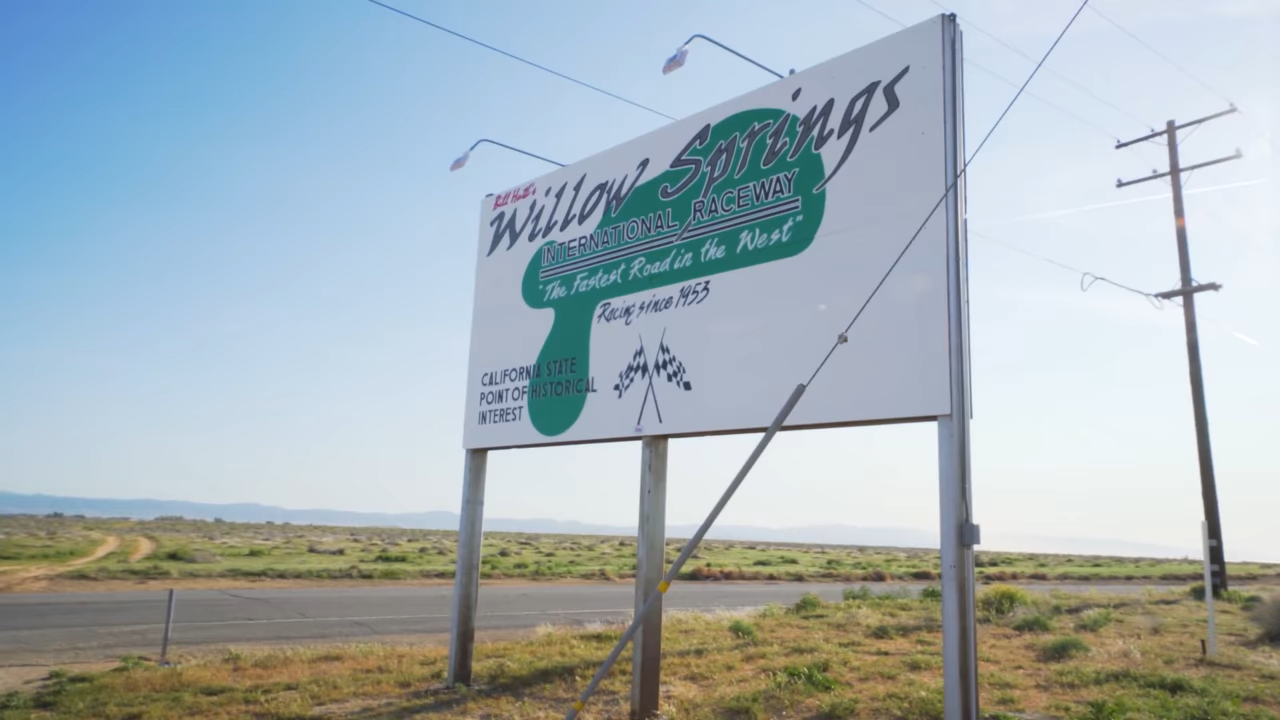 Bill Huth's
Willow Springs
INTERNATIONAL RACEWAY
"The Fastest Road in the West"
Racing since 1953
CALIFORNIA STATE
POINT OF HISTORICAL
INTEREST